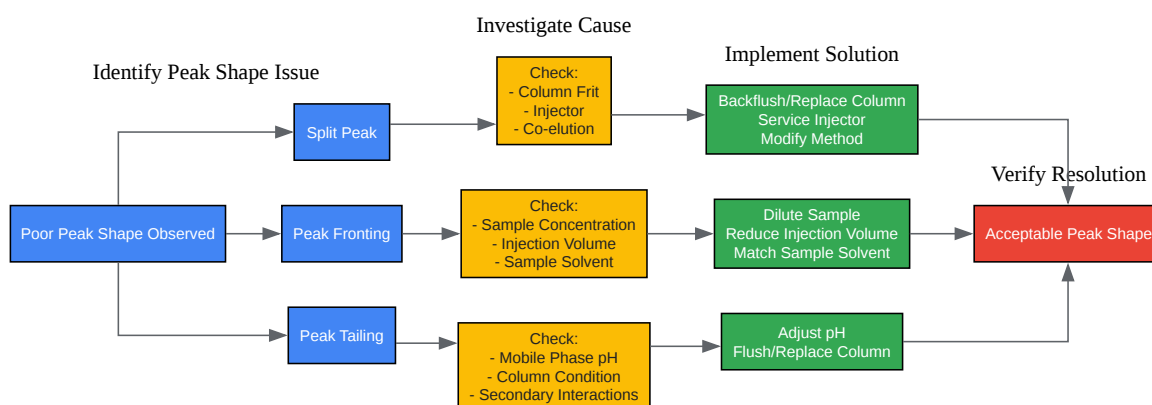 Identify Peak Shape Issue
Investigate Cause
Implement Solution
Verify Resolution
Poor Peak Shape Observed
Split Peak
Check:
- Column Frit
- Injector
- Co-elution
Backflush/Replace Column
Service Injector
Modify Method
Peak Fronting
Check:
- Sample Concentration
- Injection Volume
- Sample Solvent
Dilute Sample
Reduce Injection Volume
Match Sample Solvent
Acceptable Peak Shape
Peak Tailing
Check:
- Mobile Phase pH
- Column Condition
- Secondary Interactions
Adjust pH
Flush/Replace Column